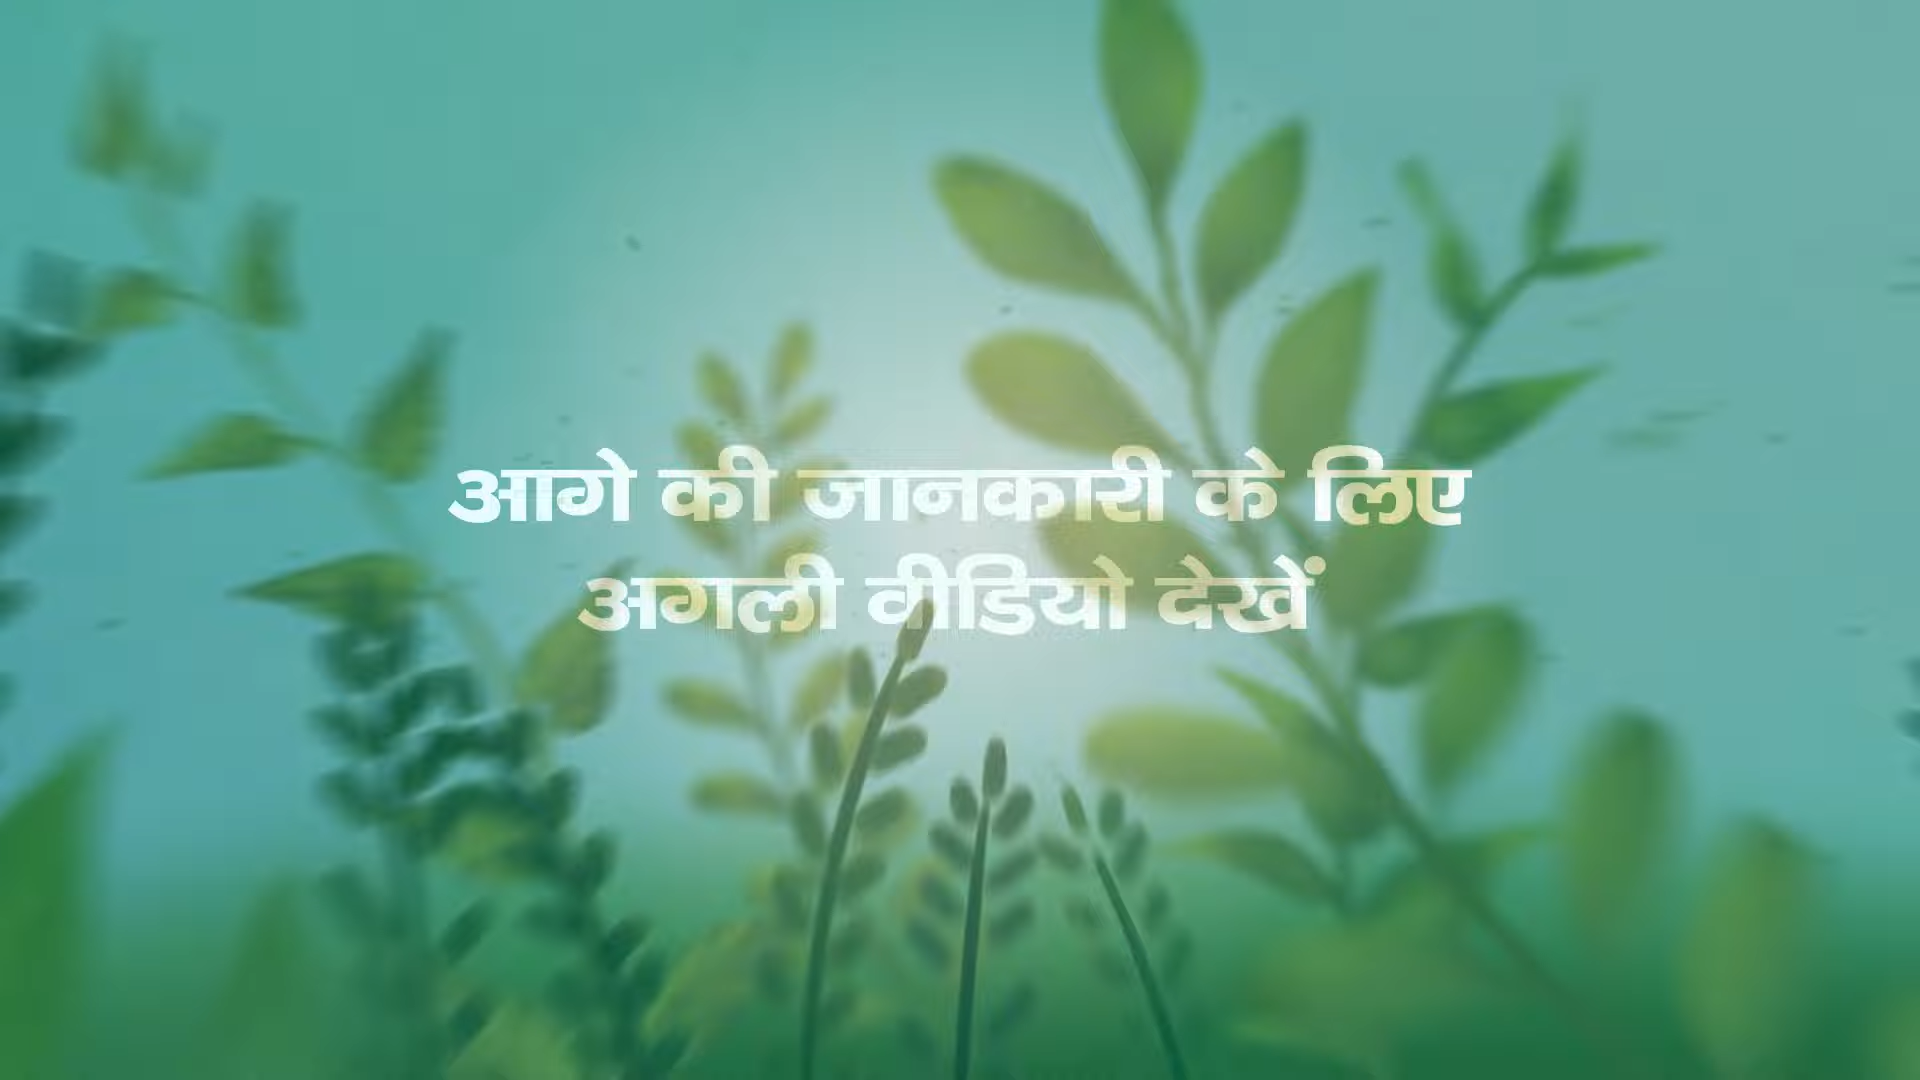 आगे की जानकारी के लिए
अगली वीडियो देखें